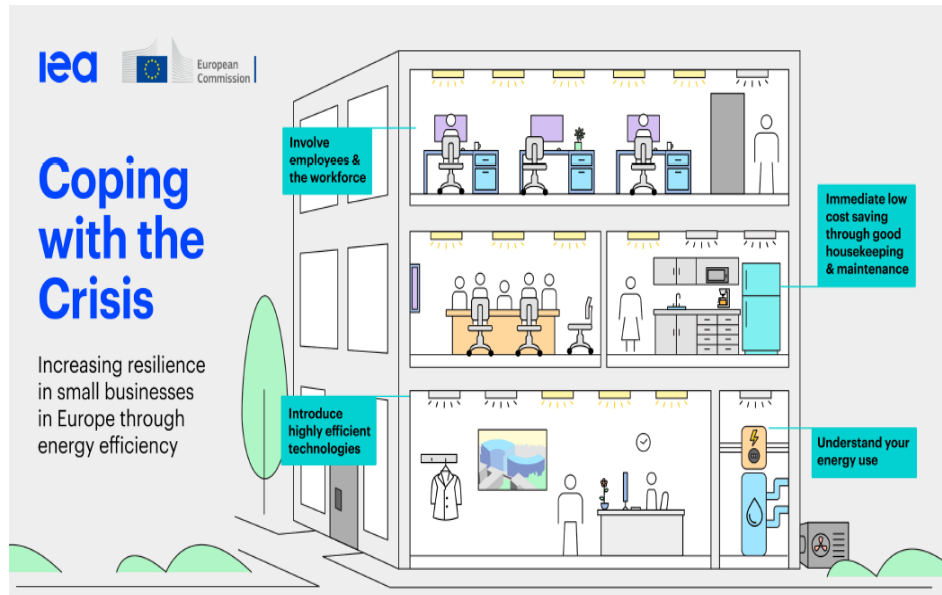 iea
European
Commission
Coping
with the
Crisis
Increasing resilience
in small businesses
in Europe through
energy efficiency
Involve
employees &
the workforce
Immediate low
cost saving
through good
housekeeping
& maintenance
Introduce
highly efficient
technologies
Understand your
energy use